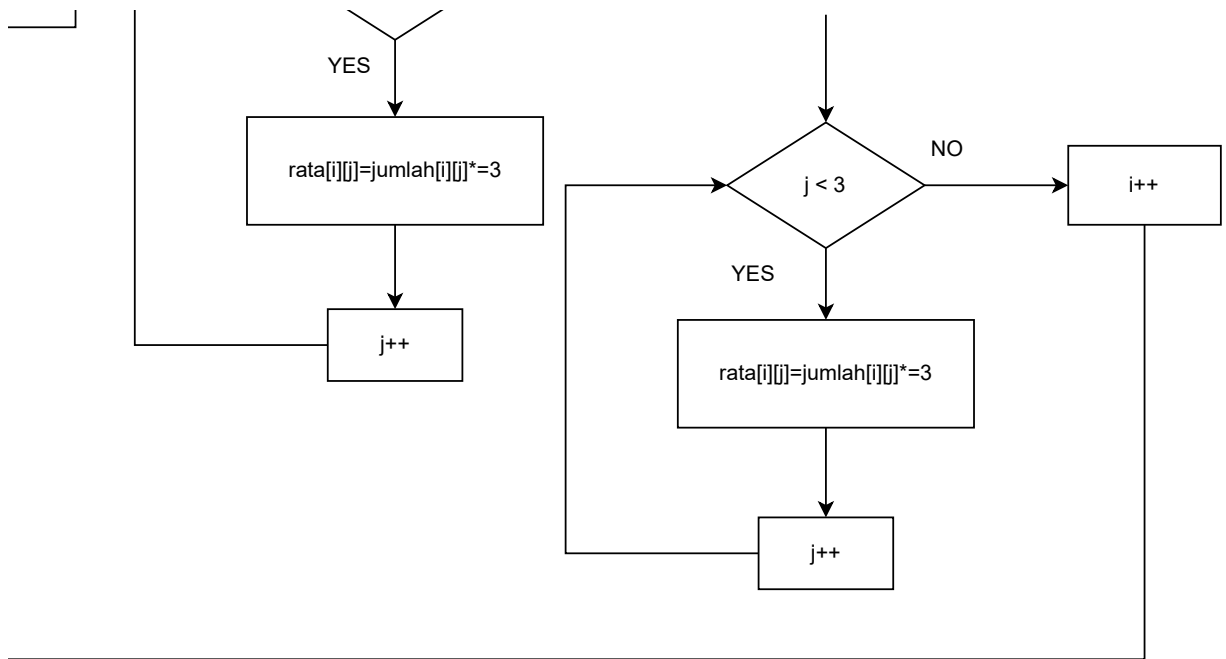 YES
rata[i][j]=jumlah[i][j]*=3
j++
j < 3
NO
i++
YES
rata[i][j]=jumlah[i][j]*=3
j++